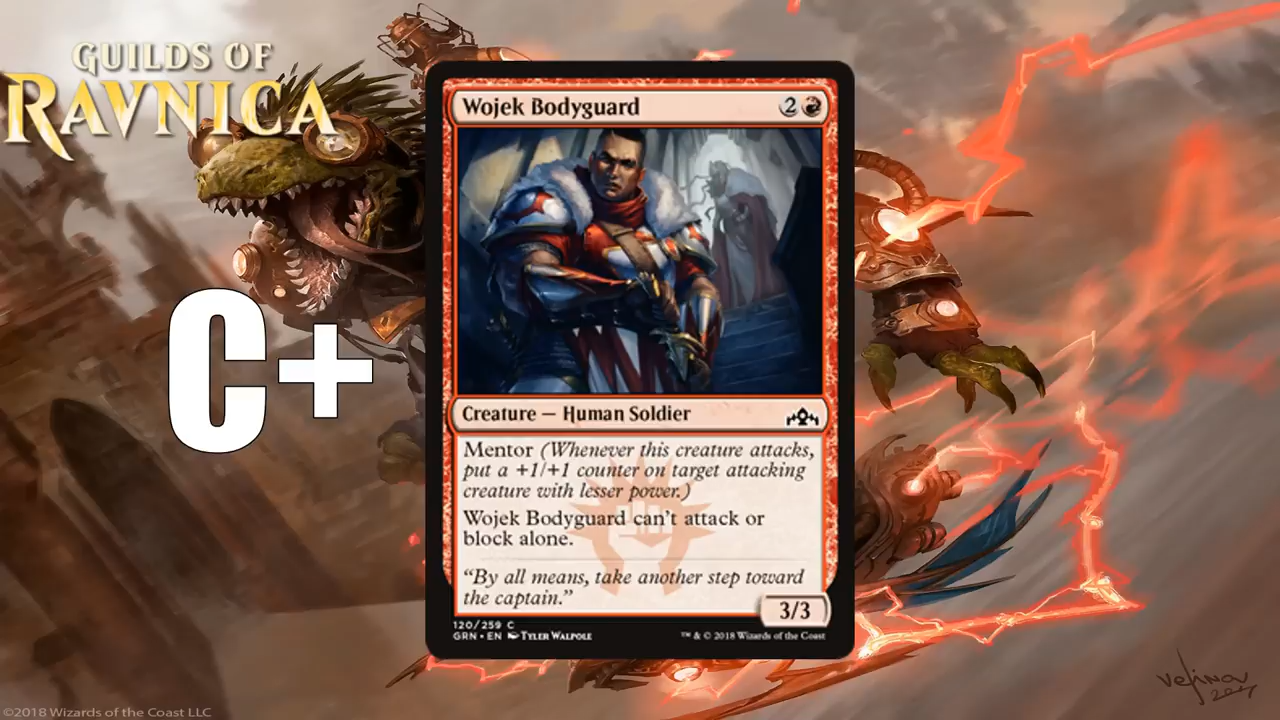 GUILDS OF
RAVNICA
C+
Wojek Bodyguard
2
Creature — Human Soldier
Mentor (Whenever this creature attacks,
put a +1/+1 counter on target attacking
creature with lesser power.)
Wojek Bodyguard can't attack or
block alone.
"By all means, take another step toward
the captain."
3/3
120/259 C
GRN • EN Tyler Walpole
™ & © 2018 Wizards of the Coast
©2018 Wizards of the Coast LLC